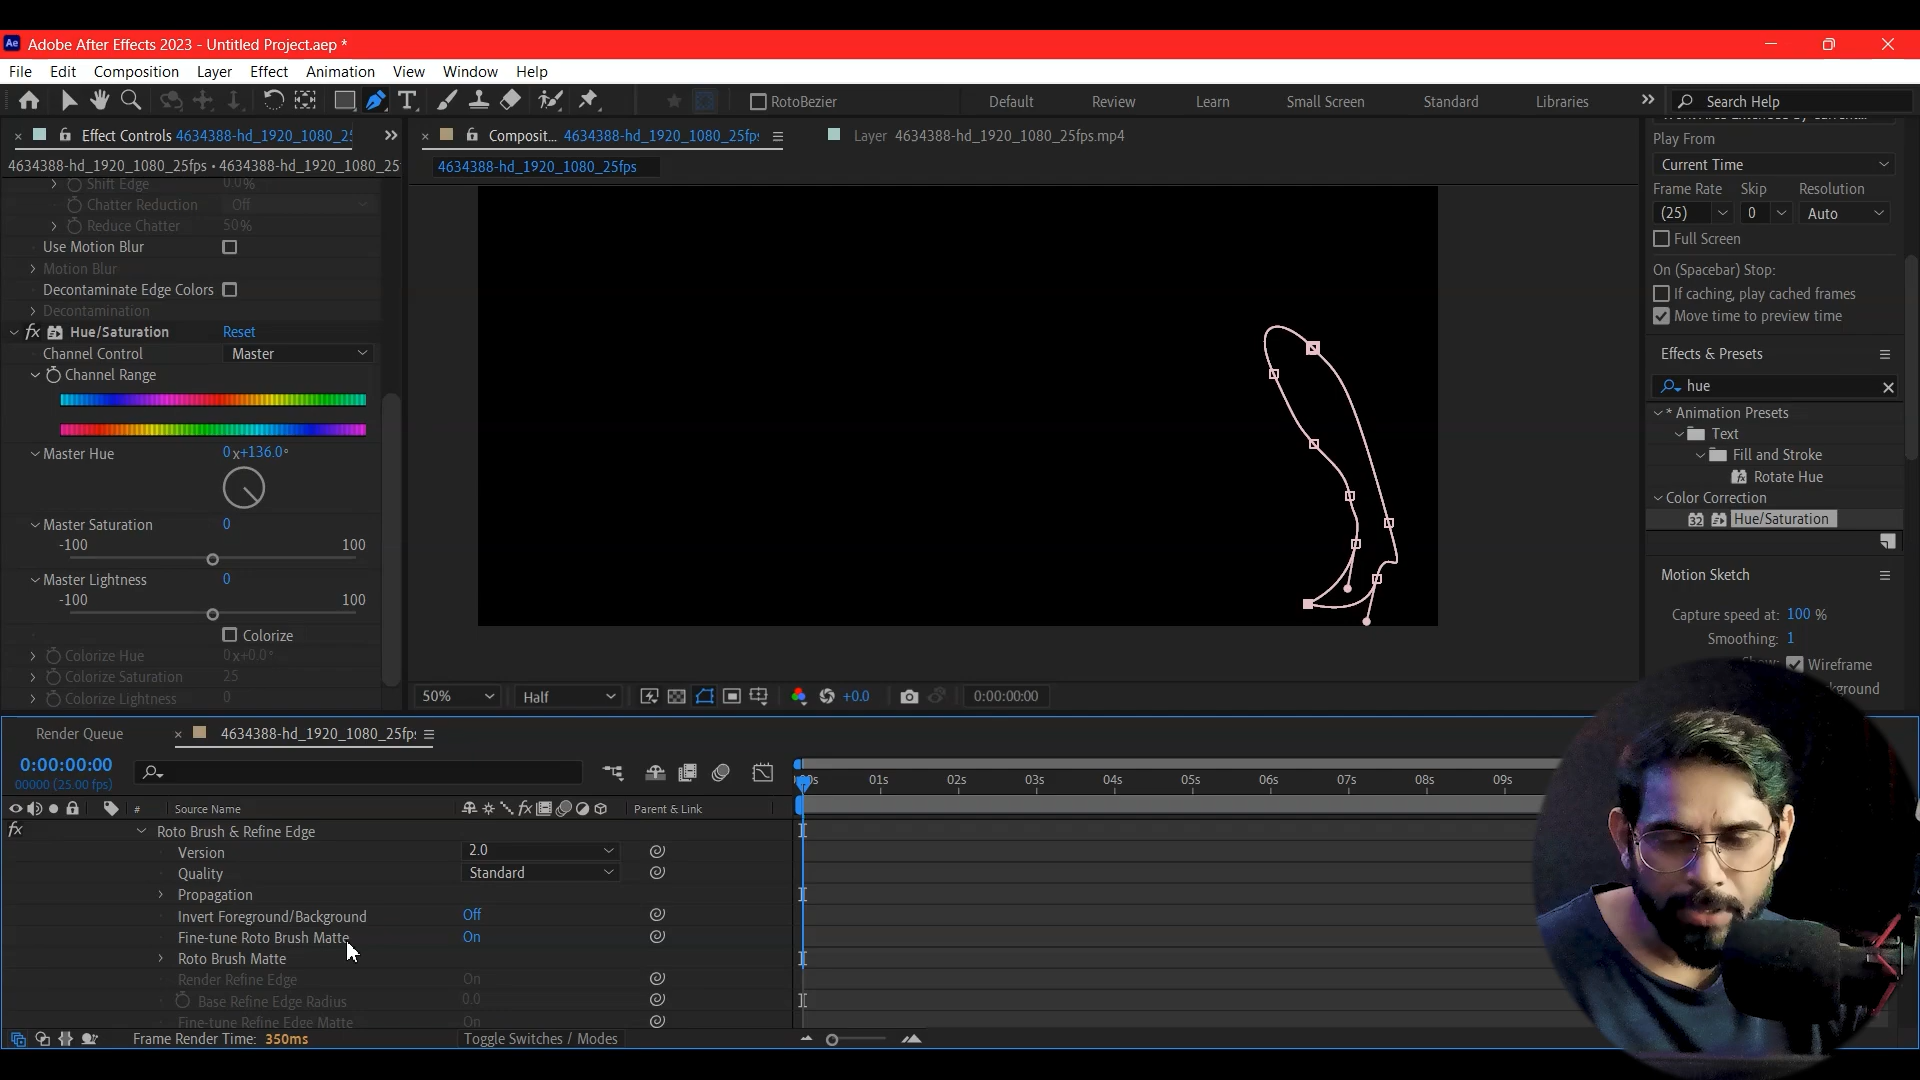 Ae Adobe After Effects 2023 - Untitled Project.aep *
File Edit Composition Layer Effect Animation View Window Help
RotoBezier
Default Review Learn Small Screen Standard Libraries
Search Help
Effect Controls 4634388-hd_1920_1080_25
4634388-hd_1920_1080_25fps • 4634388-hd_1920_1080_25
Composit... 4634388-hd_1920_1080_25fp
Layer 4634388-hd_1920_1080_25fps.mp4
4634388-hd_1920_1080_25fps
Shift Edge 0.0%
Chatter Reduction Off
Reduce Chatter 50%
Use Motion Blur
Motion Blur
Decontaminate Edge Colors
Decontamination
fx Hue/Saturation Reset
Channel Control Master
Channel Range
Master Hue 0x+136.0°
Master Saturation 0
-100 100
Master Lightness 0
-100 100
Colorize
Colorize Hue 0x+0.0°
Colorize Saturation 25
Colorize Lightness 0
50% Half +0.0 0:00:00:00
Play From
Current Time
Frame Rate Skip Resolution
(25) 0 Auto
Full Screen
On (Spacebar) Stop:
If caching, play cached frames
Move time to preview time
Effects & Presets
hue
* Animation Presets
Text
Fill and Stroke
Rotate Hue
Color Correction
32 Hue/Saturation
Motion Sketch
Capture speed at: 100 %
Smoothing: 1
Wireframe
Render Queue
4634388-hd_1920_1080_25fp
0:00:00:00
00000 (25.00 fps)
01s 02s 03s 04s 05s 06s 07s 08s 09s
# Source Name fx Parent & Link
fx Roto Brush & Refine Edge
Version 2.0
Quality Standard
Propagation
Invert Foreground/Background Off
Fine-tune Roto Brush Matte On
Roto Brush Matte
Render Refine Edge On
Base Refine Edge Radius 0.0
Fine-tune Refine Edge Matte On
Frame Render Time: 350ms
Toggle Switches / Modes